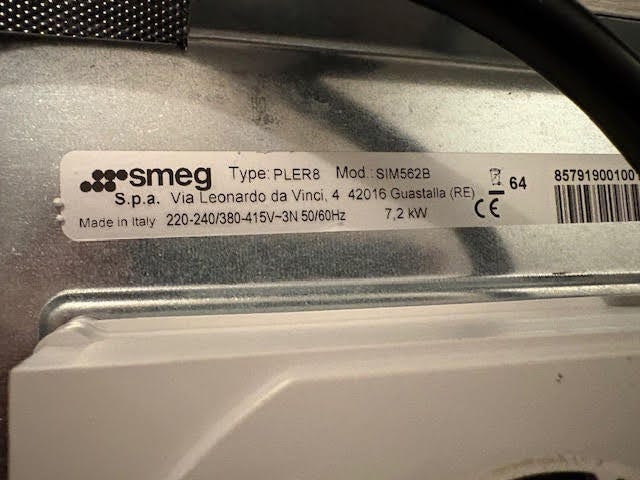 smeg Type: PLER8 Mod.: SIM562B 64 85791900100
S.p.a. Via Leonardo da Vinci, 4 42016 Guastalla (RE)
Made in Italy 220-240/380-415V~3N 50/60Hz 7,2 kW CE